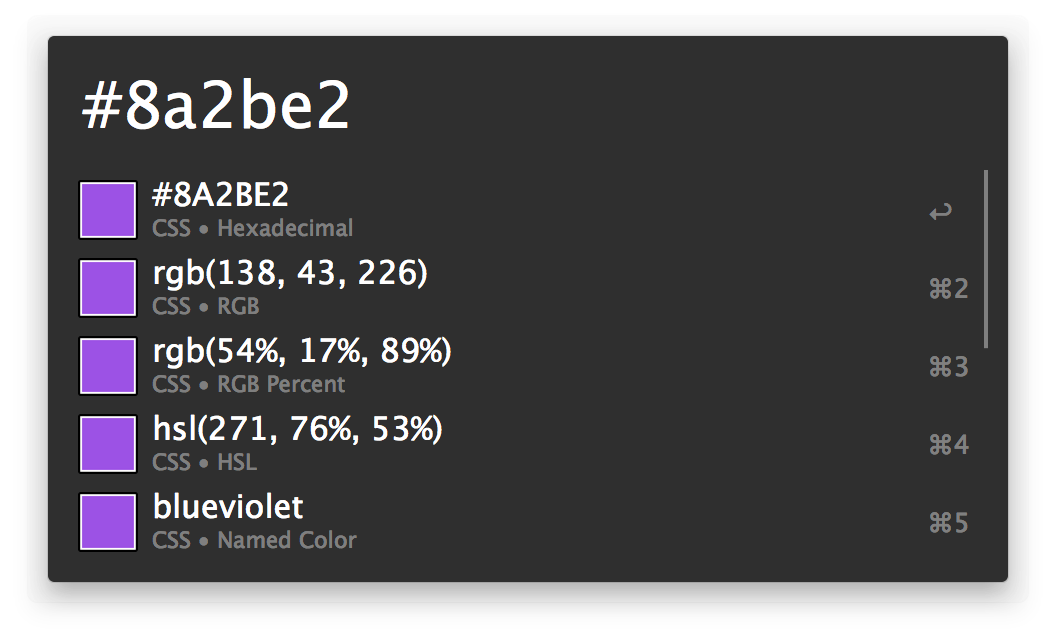 #8a2be2
#8A2BE2
CSS • Hexadecimal
↩
rgb(138, 43, 226)
CSS • RGB
⌘2
rgb(54%, 17%, 89%)
CSS • RGB Percent
⌘3
hsl(271, 76%, 53%)
CSS • HSL
⌘4
blueviolet
CSS • Named Color
⌘5